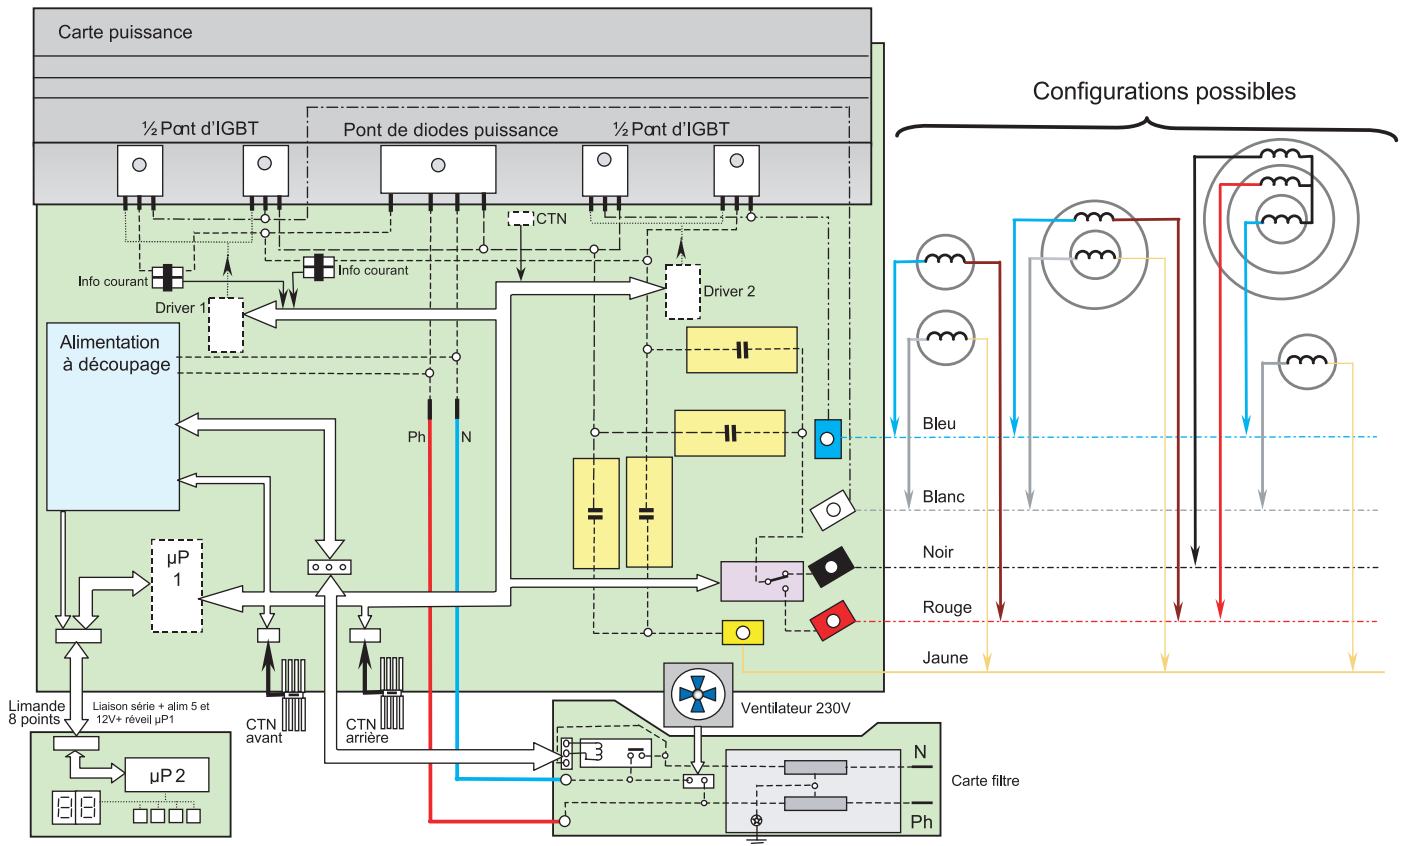 Carte puissance
Configurations possibles
½ Pont d'IGBT
Pont de diodes puissance
½ Pont d'IGBT
CTN
Info courant
Info courant
Driver 1
Driver 2
Alimentation
à découpage
Ph
N
Bleu
Blanc
Noir
Rouge
Jaune
µP
1
Limande
8 points
Liaison série + alim 5 et
12V+ réveil µP1
CTN
avant
CTN
arrière
Ventilateur 230V
µP 2
88
N
Ph
Carte filtre